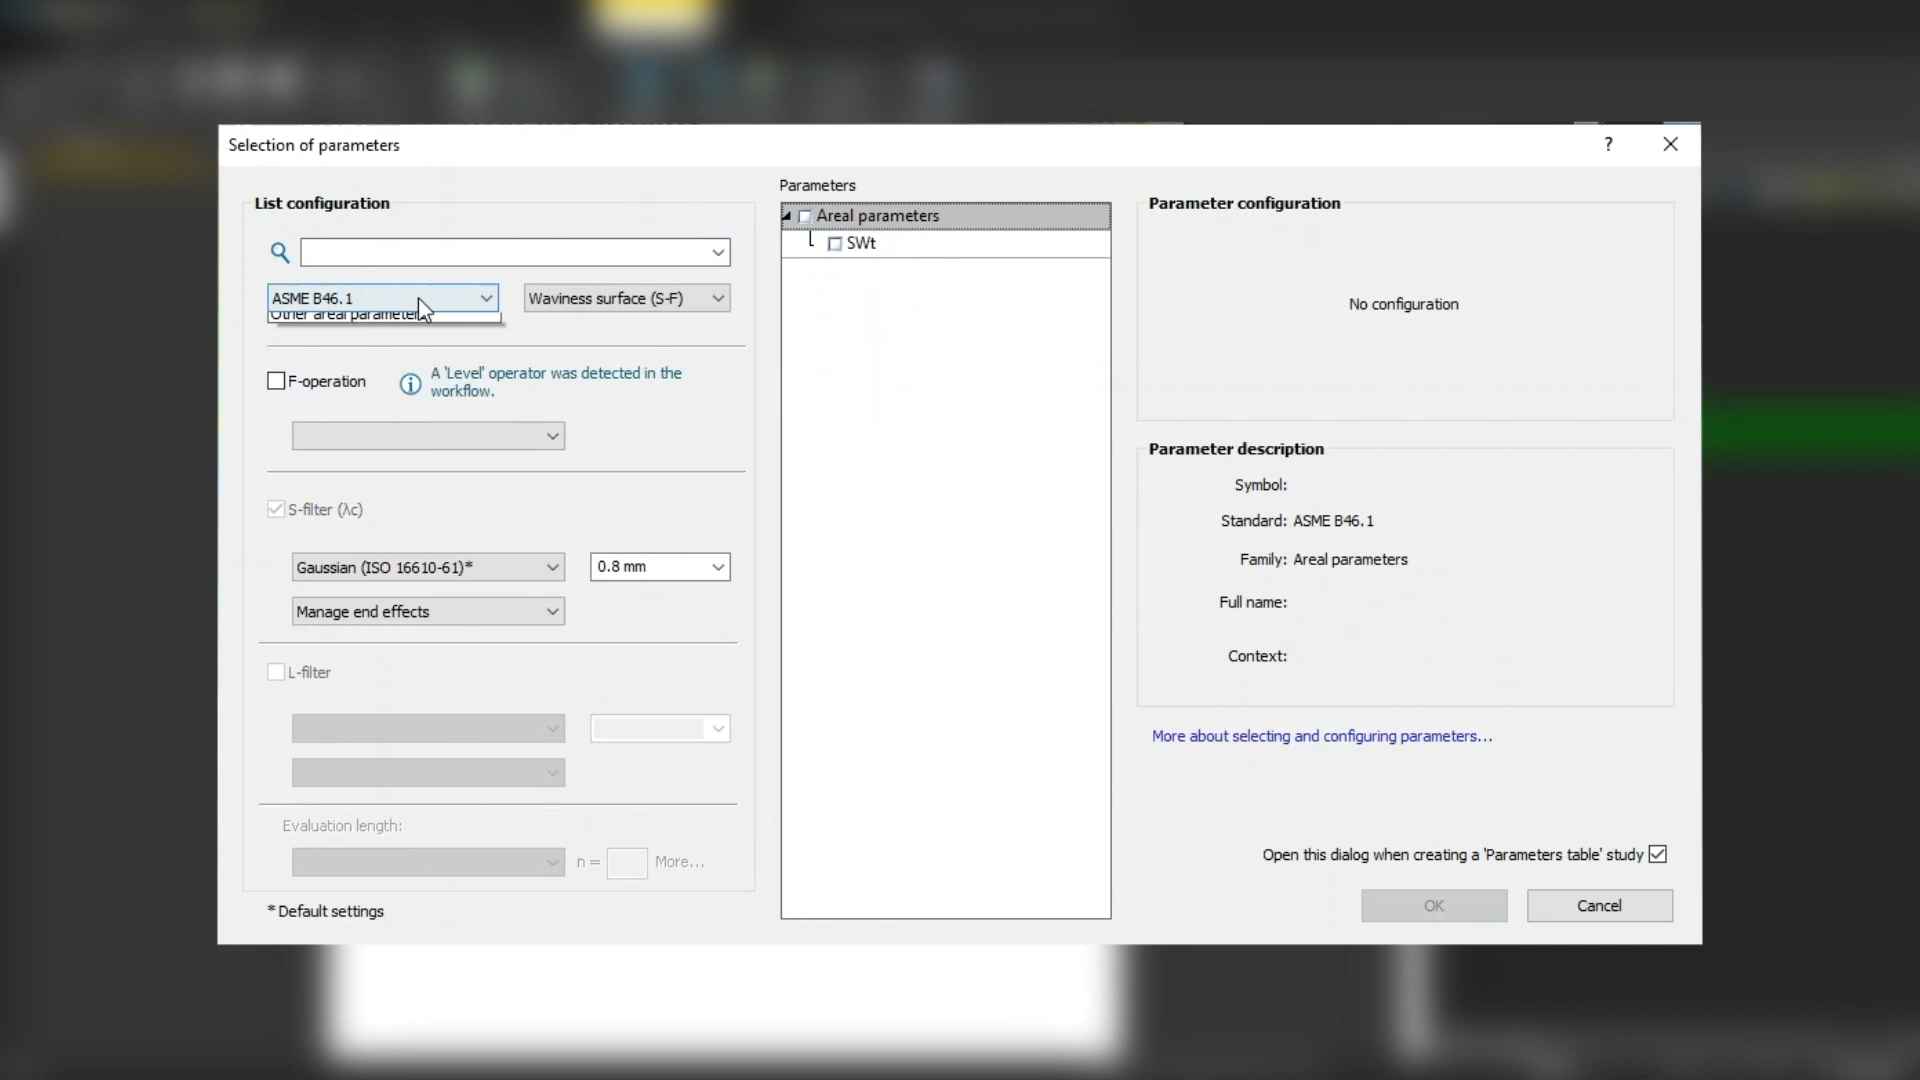 Selection of parameters
?
List configuration
ASME B46.1
Waviness surface (S-F)
Other areal parameters
F-operation
A 'Level' operator was detected in the
workflow.
S-filter (λc)
Gaussian (ISO 16610-61)*
0.8 mm
Manage end effects
L-filter
Evaluation length:
n =
More...
* Default settings
Parameters
Areal parameters
SWt
Parameter configuration
No configuration
Parameter description
Symbol:
Standard: ASME B46.1
Family: Areal parameters
Full name:
Context:
More about selecting and configuring parameters...
Open this dialog when creating a 'Parameters table' study
OK
Cancel